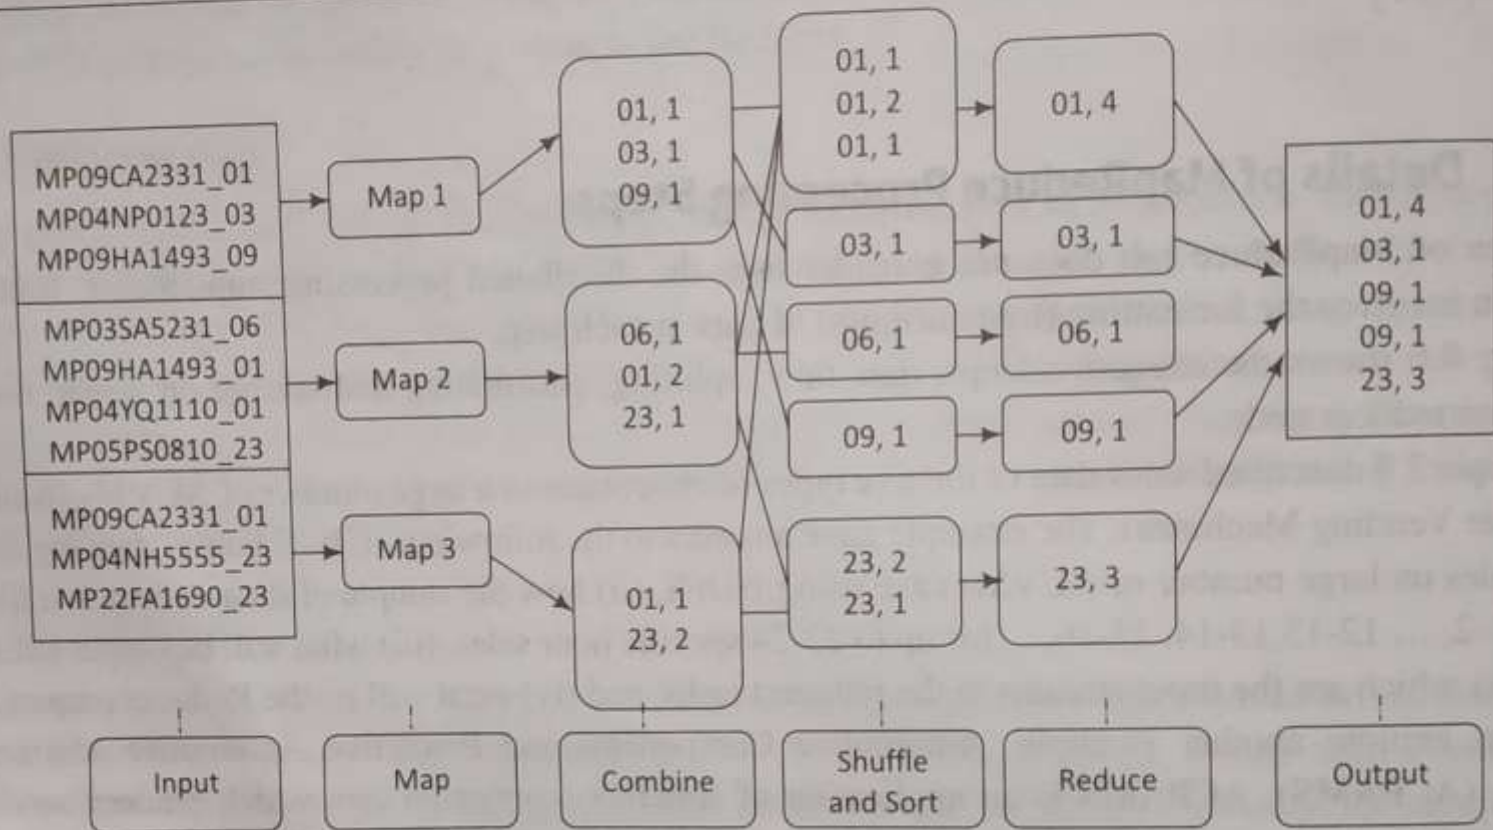 MP09CA2331_01
MP04NP0123_03
MP09HA1493_09
MP03SA5231_06
MP09HA1493_01
MP04YQ1110_01
MP05PS0810_23
MP09CA2331_01
MP04NH5555_23
MP22FA1690_23
Map 1
Map 2
Map 3
01, 1
03, 1
09, 1
06, 1
01, 2
23, 1
01, 1
23, 2
01, 1
01, 2
01, 1
03, 1
06, 1
09, 1
23, 2
23, 1
01, 4
03, 1
06, 1
09, 1
23, 3
01, 4
03, 1
09, 1
09, 1
23, 3
Input
Map
Combine
Shuffle
and Sort
Reduce
Output